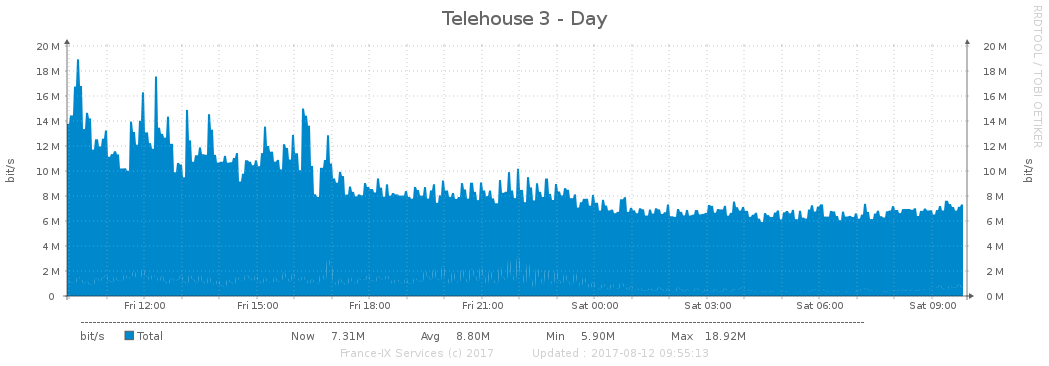 Telehouse 3 - Day
RRDTOOL / TOBI OETIKER
bit/s
20 M 20 M
18 M 18 M
16 M 16 M
14 M 14 M
12 M 12 M
10 M 10 M
8 M 8 M
6 M 6 M
4 M 4 M
2 M 2 M
0 0 M
bit/s
Fri 12:00 Fri 15:00 Fri 18:00 Fri 21:00 Sat 00:00 Sat 03:00 Sat 06:00 Sat 09:00
bit/s Total Now 7.31M Avg 8.80M Min 5.90M Max 18.92M
France-IX Services (c) 2017 Updated : 2017-08-12 09:55:13